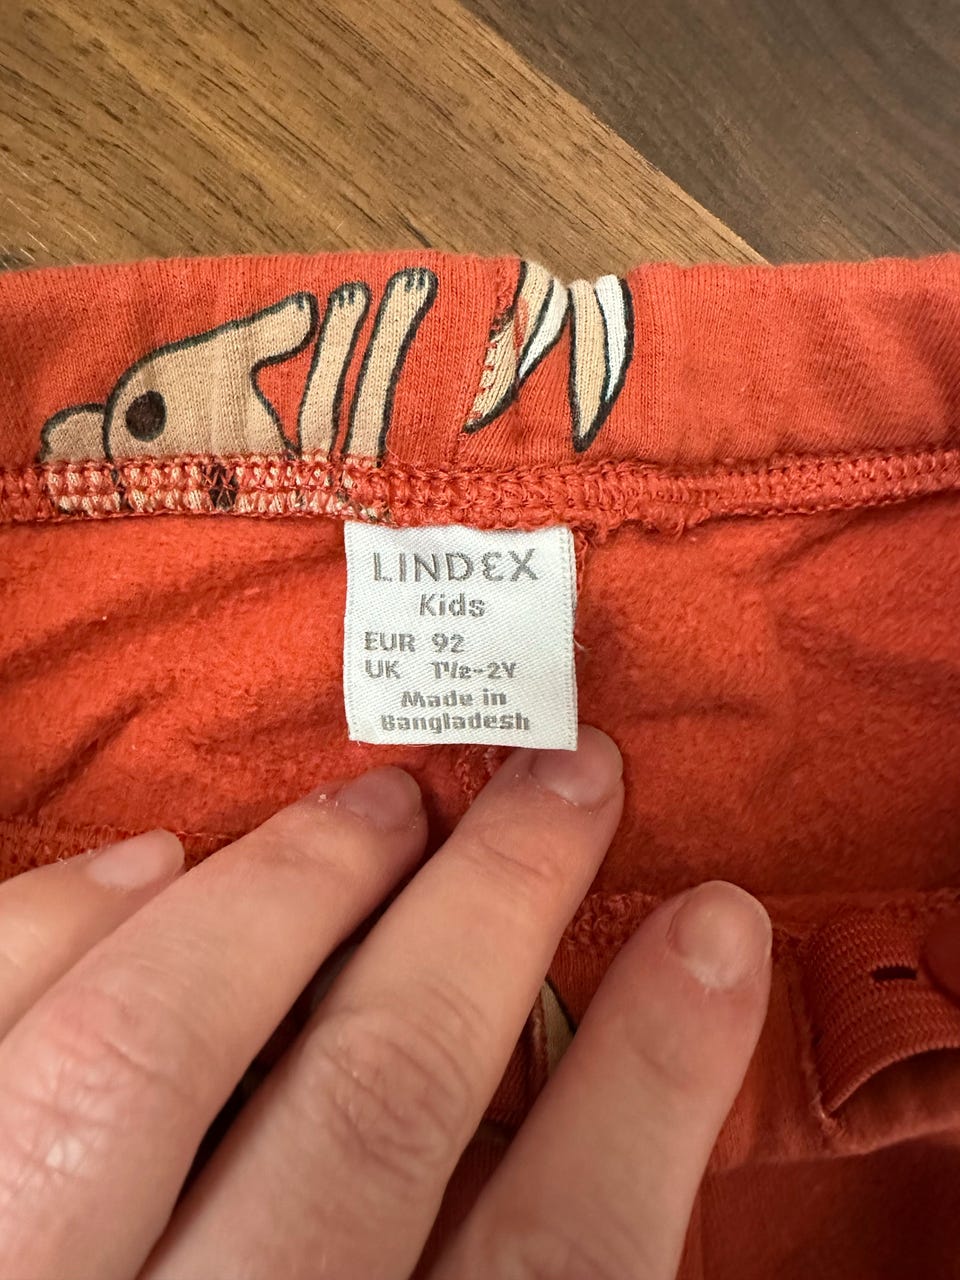 LINDEX
Kids
EUR 92
UK 1½-2Y
Made in
Bangladesh